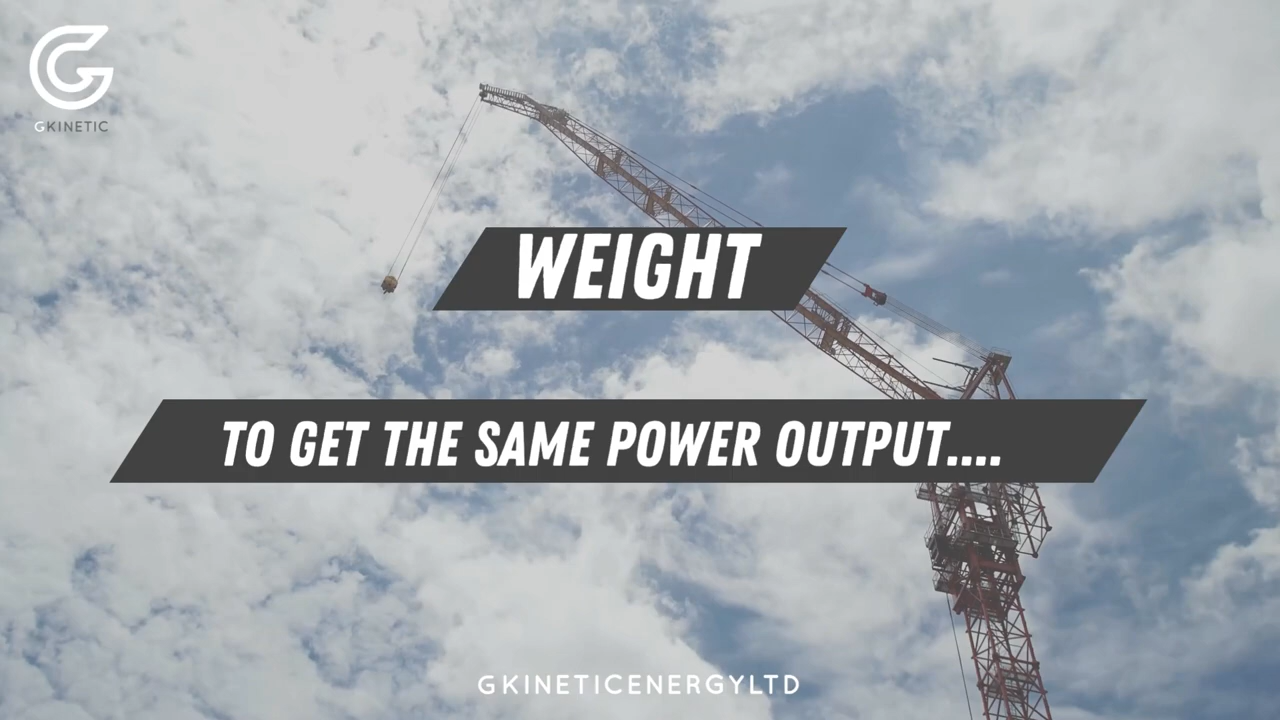 GKINETIC
WEIGHT
TO GET THE SAME POWER OUTPUT....
GKINETICENERGYLTD